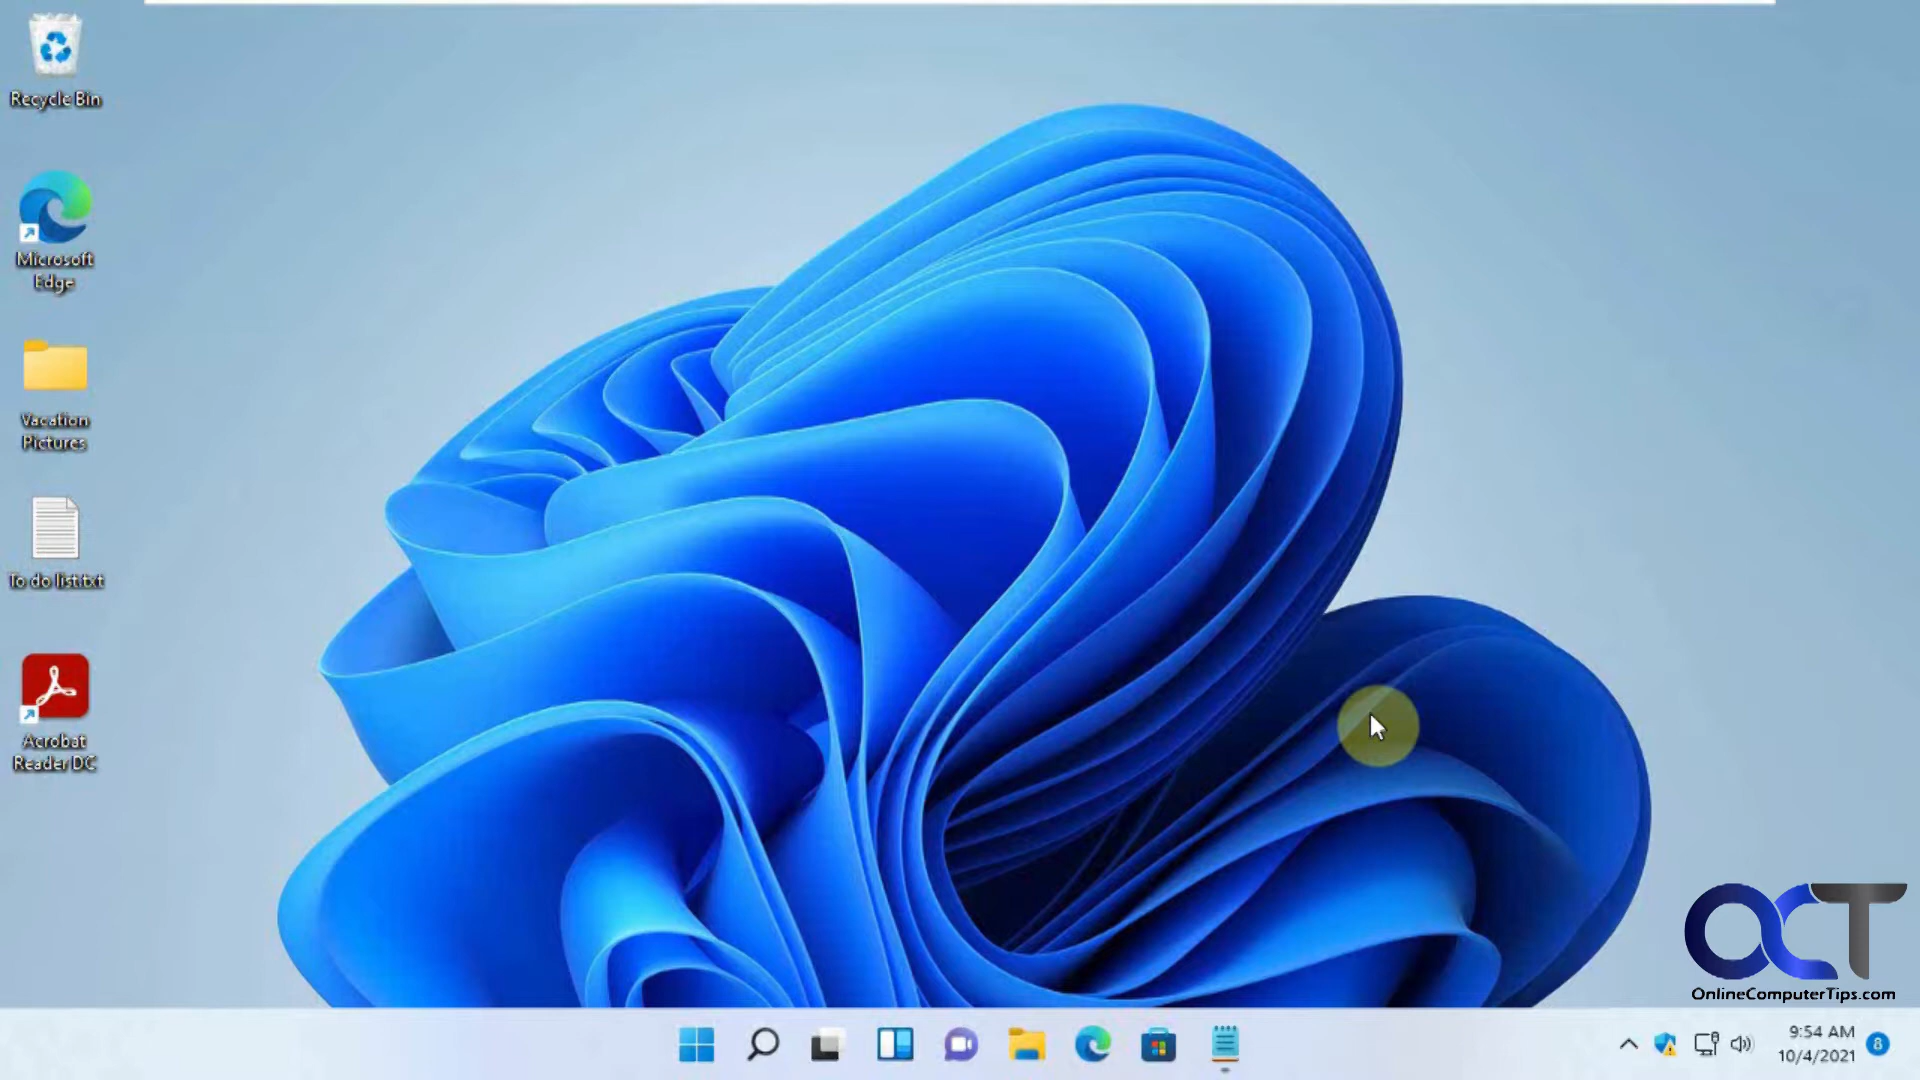 Recycle Bin
Microsoft
Edge
Vacation
Pictures
To do list.txt
Acrobat
Reader DC
OCT
OnlineComputerTips.com
9:54 AM
10/4/2021
8